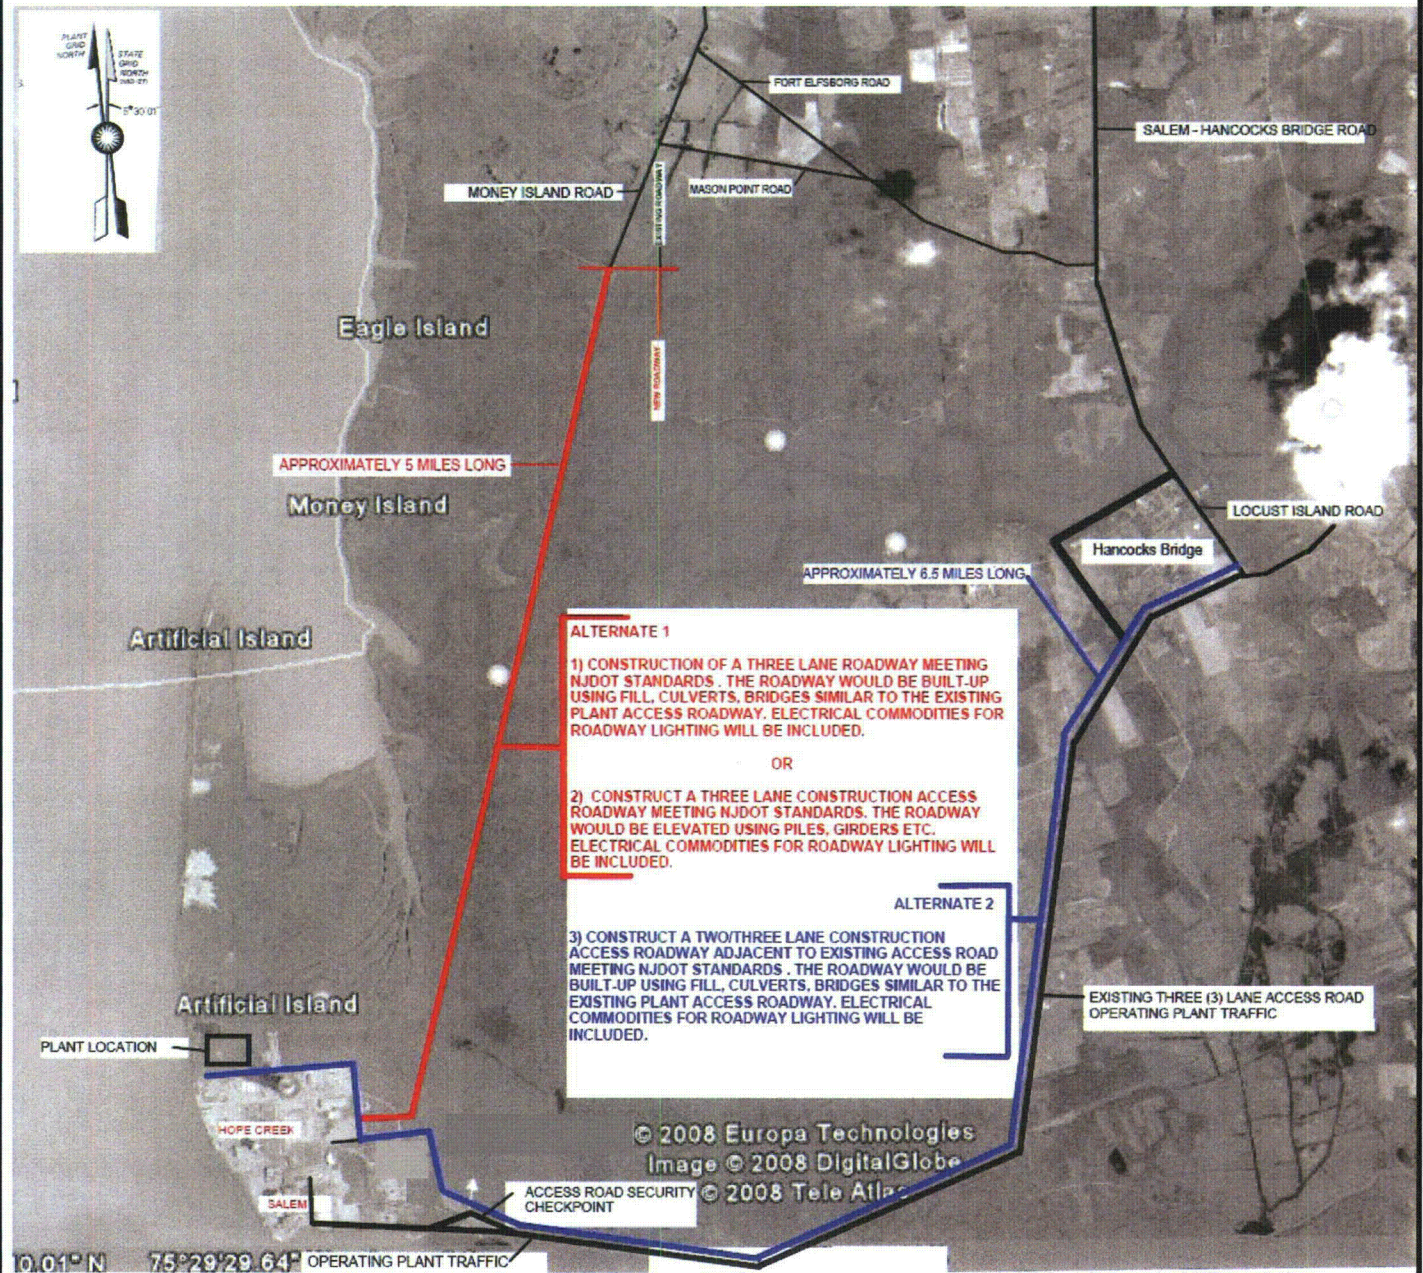 PLANT
GRID
NORTH
STATE
GRID
NORTH
FORT ELFSBORG ROAD
SALEM - HANCOCKS BRIDGE ROAD
MONEY ISLAND ROAD
EXISTING ROADWAY
MASON POINT ROAD
Eagle Island
NEW ROADWAY
APPROXIMATELY 5 MILES LONG
Money Island
LOCUST ISLAND ROAD
Hancocks Bridge
APPROXIMATELY 6.5 MILES LONG
Artificial Island
ALTERNATE 1
1) CONSTRUCTION OF A THREE LANE ROADWAY MEETING
NJDOT STANDARDS . THE ROADWAY WOULD BE BUILT-UP
USING FILL, CULVERTS, BRIDGES SIMILAR TO THE EXISTING
PLANT ACCESS ROADWAY. ELECTRICAL COMMODITIES FOR
ROADWAY LIGHTING WILL BE INCLUDED.
OR
2) CONSTRUCT A THREE LANE CONSTRUCTION ACCESS
ROADWAY MEETING NJDOT STANDARDS. THE ROADWAY
WOULD BE ELEVATED USING PILES, GIRDERS ETC.
ELECTRICAL COMMODITIES FOR ROADWAY LIGHTING WILL
BE INCLUDED.
ALTERNATE 2
3) CONSTRUCT A TWO/THREE LANE CONSTRUCTION
ACCESS ROADWAY ADJACENT TO EXISTING ACCESS ROAD
MEETING NJDOT STANDARDS . THE ROADWAY WOULD BE
BUILT-UP USING FILL, CULVERTS, BRIDGES SIMILAR TO THE
EXISTING PLANT ACCESS ROADWAY. ELECTRICAL
COMMODITIES FOR ROADWAY LIGHTING WILL BE
INCLUDED.
EXISTING THREE (3) LANE ACCESS ROAD
OPERATING PLANT TRAFFIC
Artificial Island
PLANT LOCATION
HOPE CREEK
© 2008 Europa Technologies
Image © 2008 DigitalGlobe
© 2008 Tele Atlas
SALEM
ACCESS ROAD SECURITY
CHECKPOINT
0.01" N 75°29'29.64"
OPERATING PLANT TRAFFIC